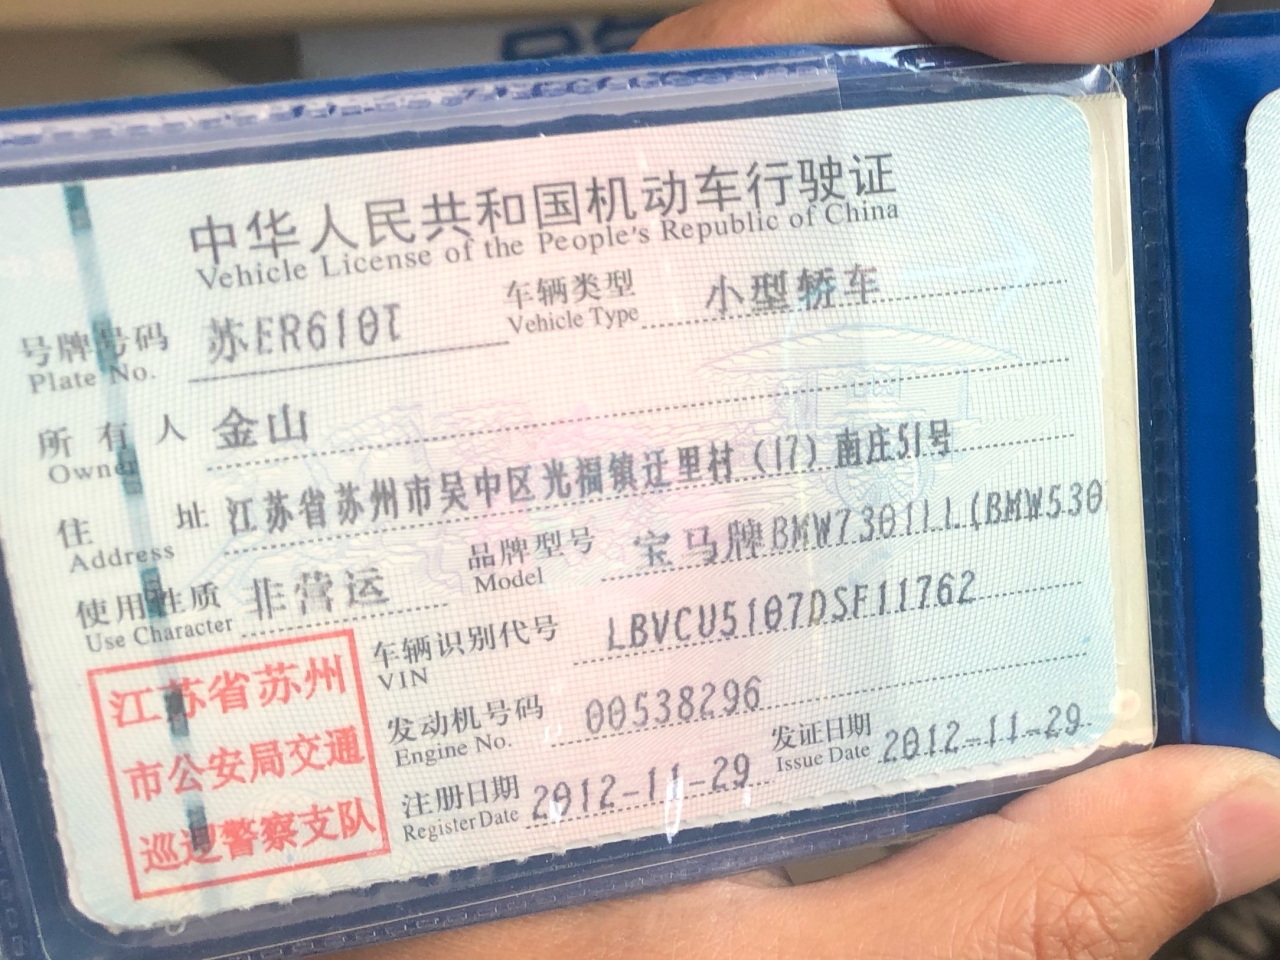 中华人民共和国机动车行驶证
Vehicle License of the People's Republic of China
号牌号码 苏ER610T 车辆类型 小型轿车
Plate No. Vehicle Type
所有人 金山
Owner
住址 江苏省苏州市吴中区光福镇迂里村（17）南庄51号
Address
使用性质 非营运 品牌型号 宝马牌BMW7301LL(BMW530
Use Character Model
车辆识别代号 LBVCU5107DSF11762
VIN
发动机号码 00538296 发证日期 2012-11-29
Engine No. Issue Date
注册日期 2012-11-29
Register Date
江苏省苏州
市公安局交通
巡逻警察支队